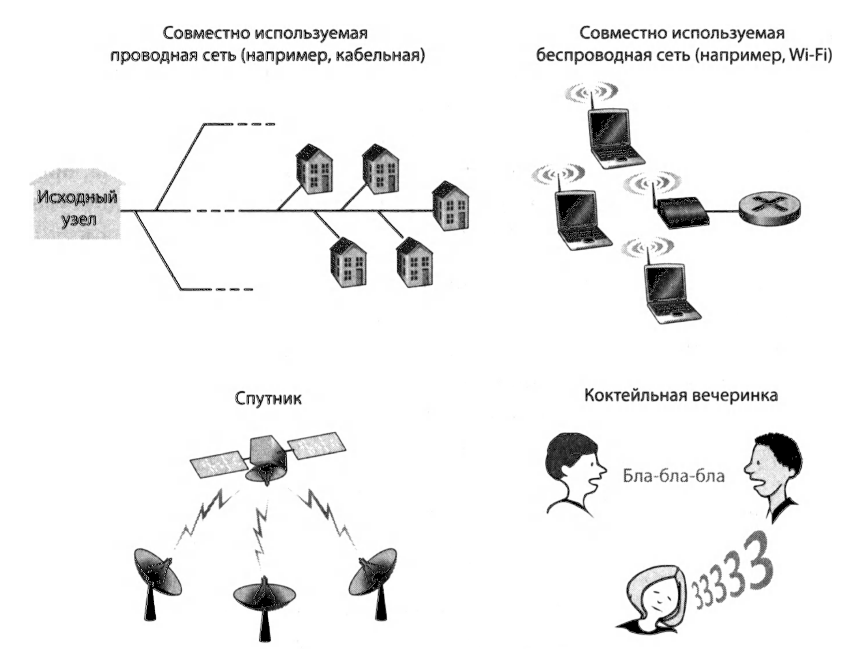 Совместно используемая
проводная сеть (например, кабельная)
Совместно используемая
беспроводная сеть (например, Wi-Fi)
Исходный
узел
Спутник
Коктейльная вечеринка
Бла-бла-бла
33333